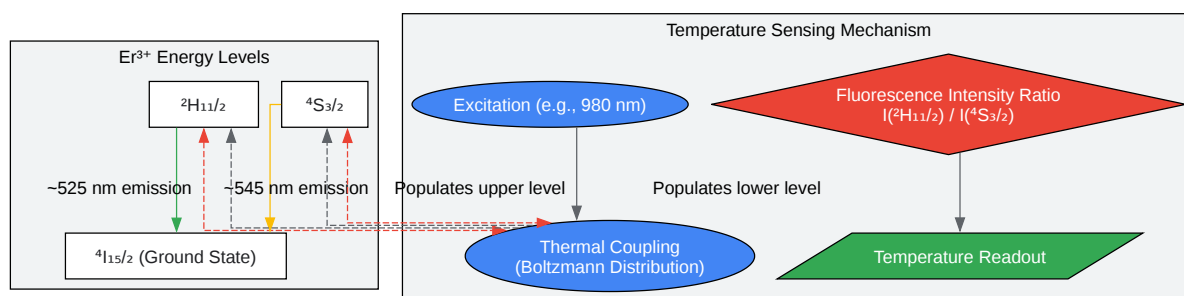 Temperature Sensing Mechanism
Er³⁺ Energy Levels
²H₁₁/₂
⁴S₃/₂
Excitation (e.g., 980 nm)
Fluorescence Intensity Ratio
I(²H₁₁/₂) / I(⁴S₃/₂)
~525 nm emission
~545 nm emission
Populates upper level
Populates lower level
⁴I₁₅/₂ (Ground State)
Thermal Coupling
(Boltzmann Distribution)
Temperature Readout